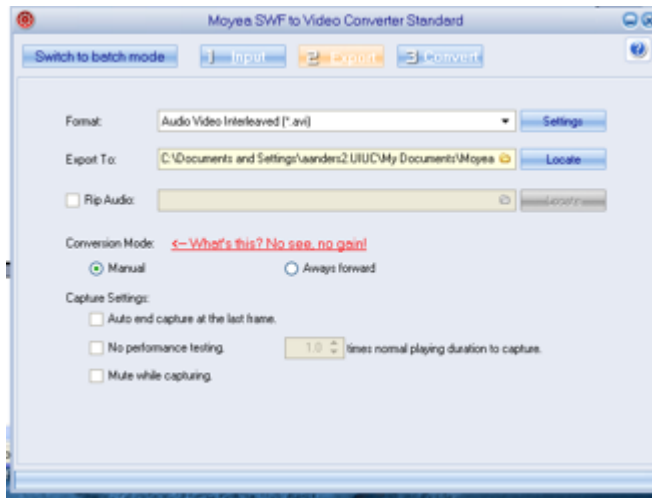 Moyea SWF to Video Converter Standard
Switch to batch mode 1 Input 2 Export 3 Convert
Format: Audio Video Interleaved (*.avi) Settings
Export To: C:\Documents and Settings\aanders2.UIUC\My Documents\Moyea Locate
Rip Audio: Locate
Conversion Mode: <-- What's this? No see, no gain!
Manual Aways forward
Capture Settings:
Auto end capture at the last frame.
No performance testing. 1.0 times normal playing duration to capture.
Mute while capturing.